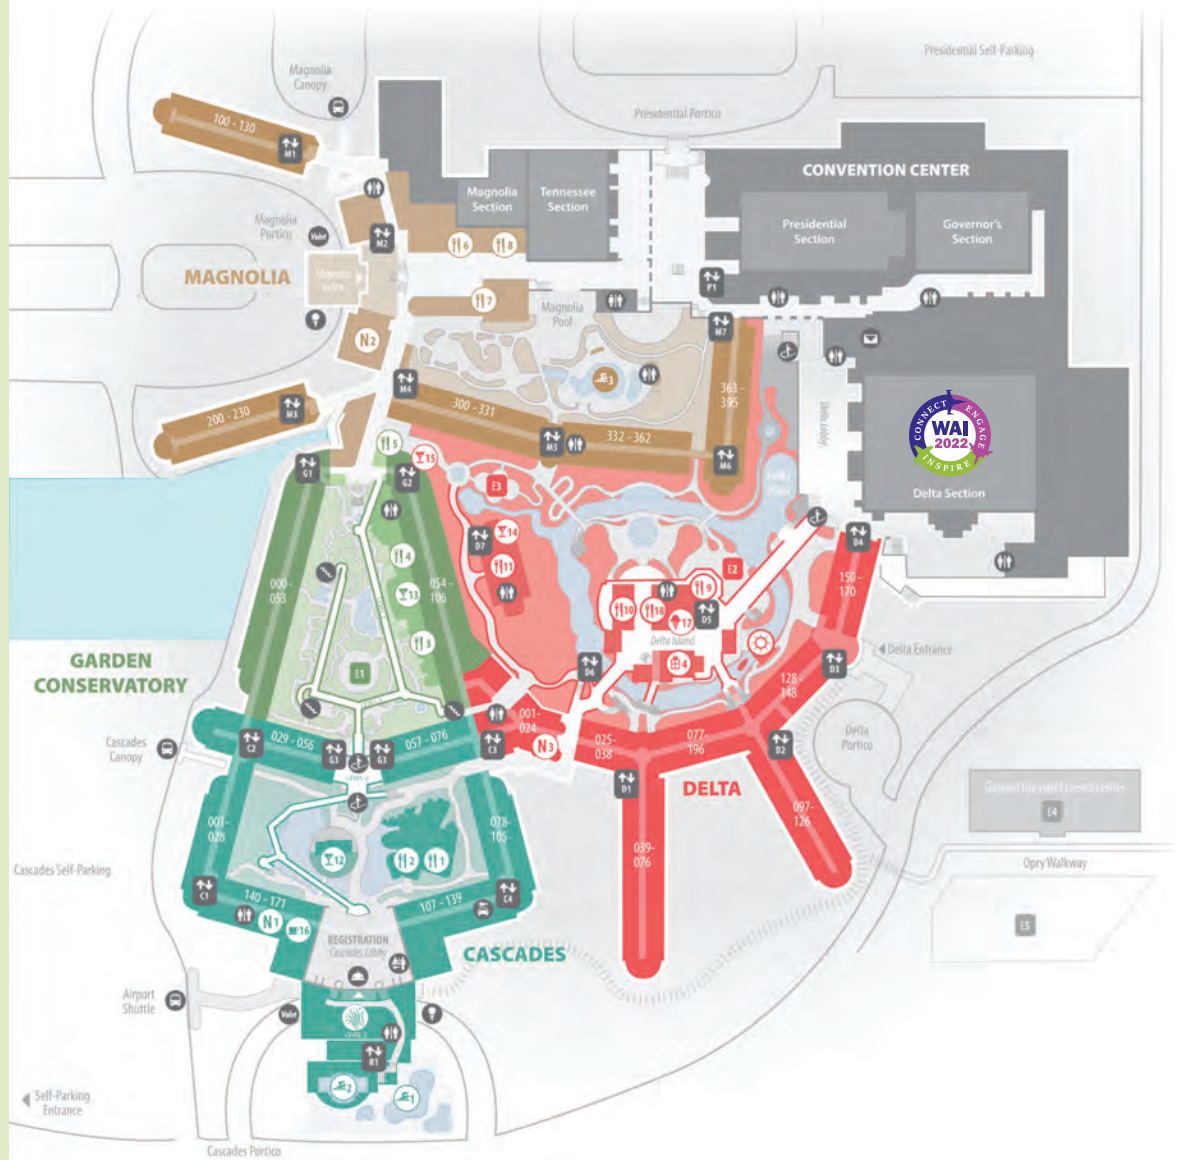 Presidential Self-Parking
Magnolia
Canopy
Presidential Portico
100 - 130
M1
CONVENTION CENTER
Magnolia
Section
Tennessee
Section
Presidential
Section
Governor's
Section
Magnolia
Portico
Valet
M2
6
8
MAGNOLIA
P1
7
Magnolia
Pool
N2
M7
3
M4
363 -
395
200 - 230
M3
300 - 331
332 - 362
M5
M6
Delta Lobby
CONNECT
ENGAGE
INSPIRE
WAI
2022
Delta Section
5
15
G1
G2
E3
D7
14
11
4
13
3
000 -
053
054 -
106
E1
E2
9
10
18
17
D5
Delta Island
4
D6
D4
150 -
170
D3
Delta Entrance
128 -
148
GARDEN
CONSERVATORY
Cascades
Canopy
C2
029 - 056
G3
G3
057 - 076
C3
001 -
024
N3
025 -
038
077 -
196
D2
D1
DELTA
Delta
Portico
097 -
126
039 -
076
E4
Opry Walkway
E5
001 -
028
078 -
105
12
2
1
Cascades Self-Parking
C1
140 - 171
N1
16
107 - 139
C4
REGISTRATION
Cascades Lobby
CASCADES
Airport
Shuttle
Valet
LEVEL 2
R1
2
1
Self-Parking
Entrance
Cascades Portico